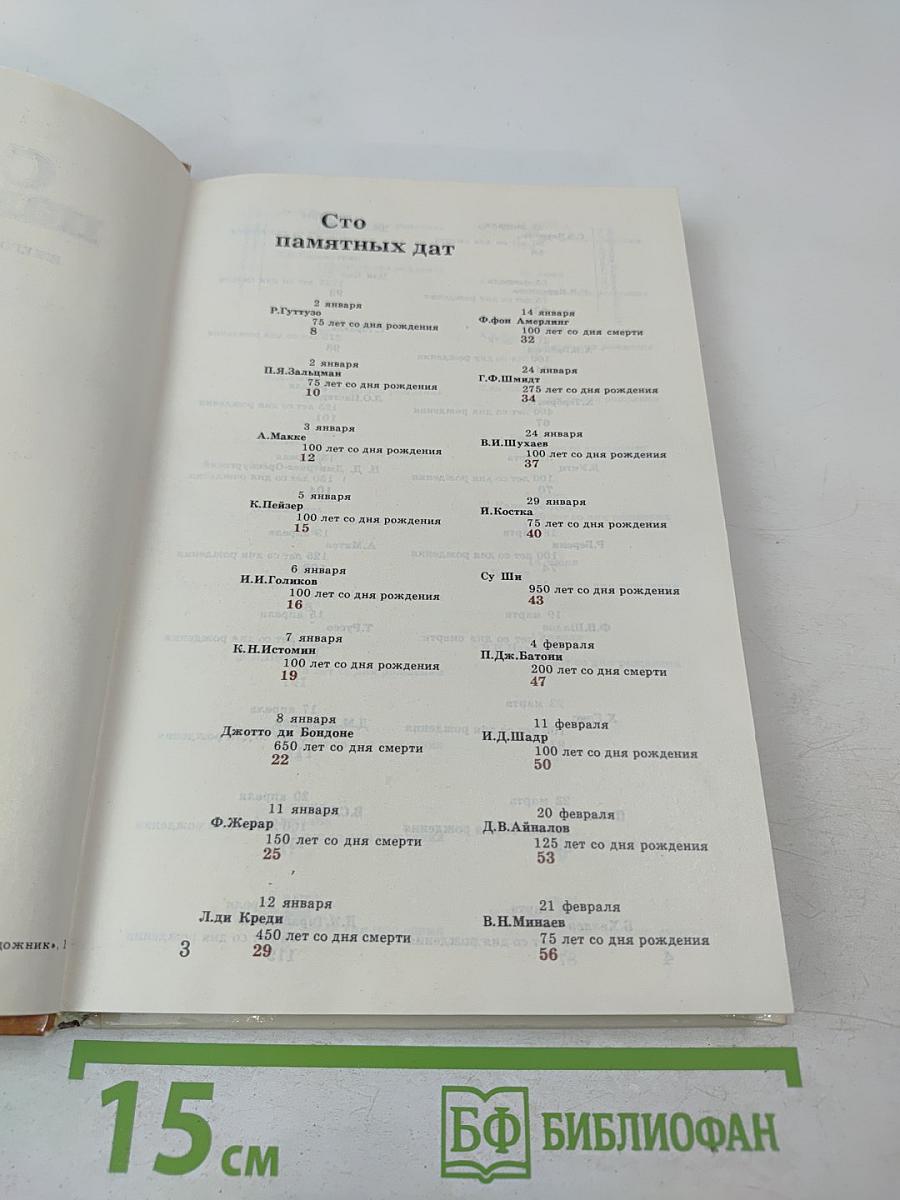 Сто
памятных дат
2 января
Р.Гуттузо
75 лет со дня рождения
8
2 января
П.Я.Зальцман
75 лет со дня рождения
10
3 января
А.Макке
100 лет со дня рождения
12
5 января
К.Пейзер
100 лет со дня рождения
15
6 января
И.И.Голиков
100 лет со дня рождения
16
7 января
К.Н.Истомин
100 лет со дня рождения
19
8 января
Джотто ди Бондоне
650 лет со дня смерти
22
11 января
Ф.Жерар
150 лет со дня смерти
25
12 января
Л.ди Креди
450 лет со дня смерти
29
3
14 января
Ф.фон Амерлинг
100 лет со дня смерти
32
24 января
Г.Ф.Шмидт
275 лет со дня рождения
34
24 января
В.И.Шухаев
100 лет со дня рождения
37
29 января
И.Костка
75 лет со дня рождения
40
Су Ши
950 лет со дня рождения
43
4 февраля
П.Дж.Батони
200 лет со дня смерти
47
11 февраля
И.Д.Шадр
100 лет со дня рождения
50
20 февраля
Д.В.Айналов
125 лет со дня рождения
53
21 февраля
В.Н.Минаев
75 лет со дня рождения
56
15 см
БФ БИБЛИОФАН